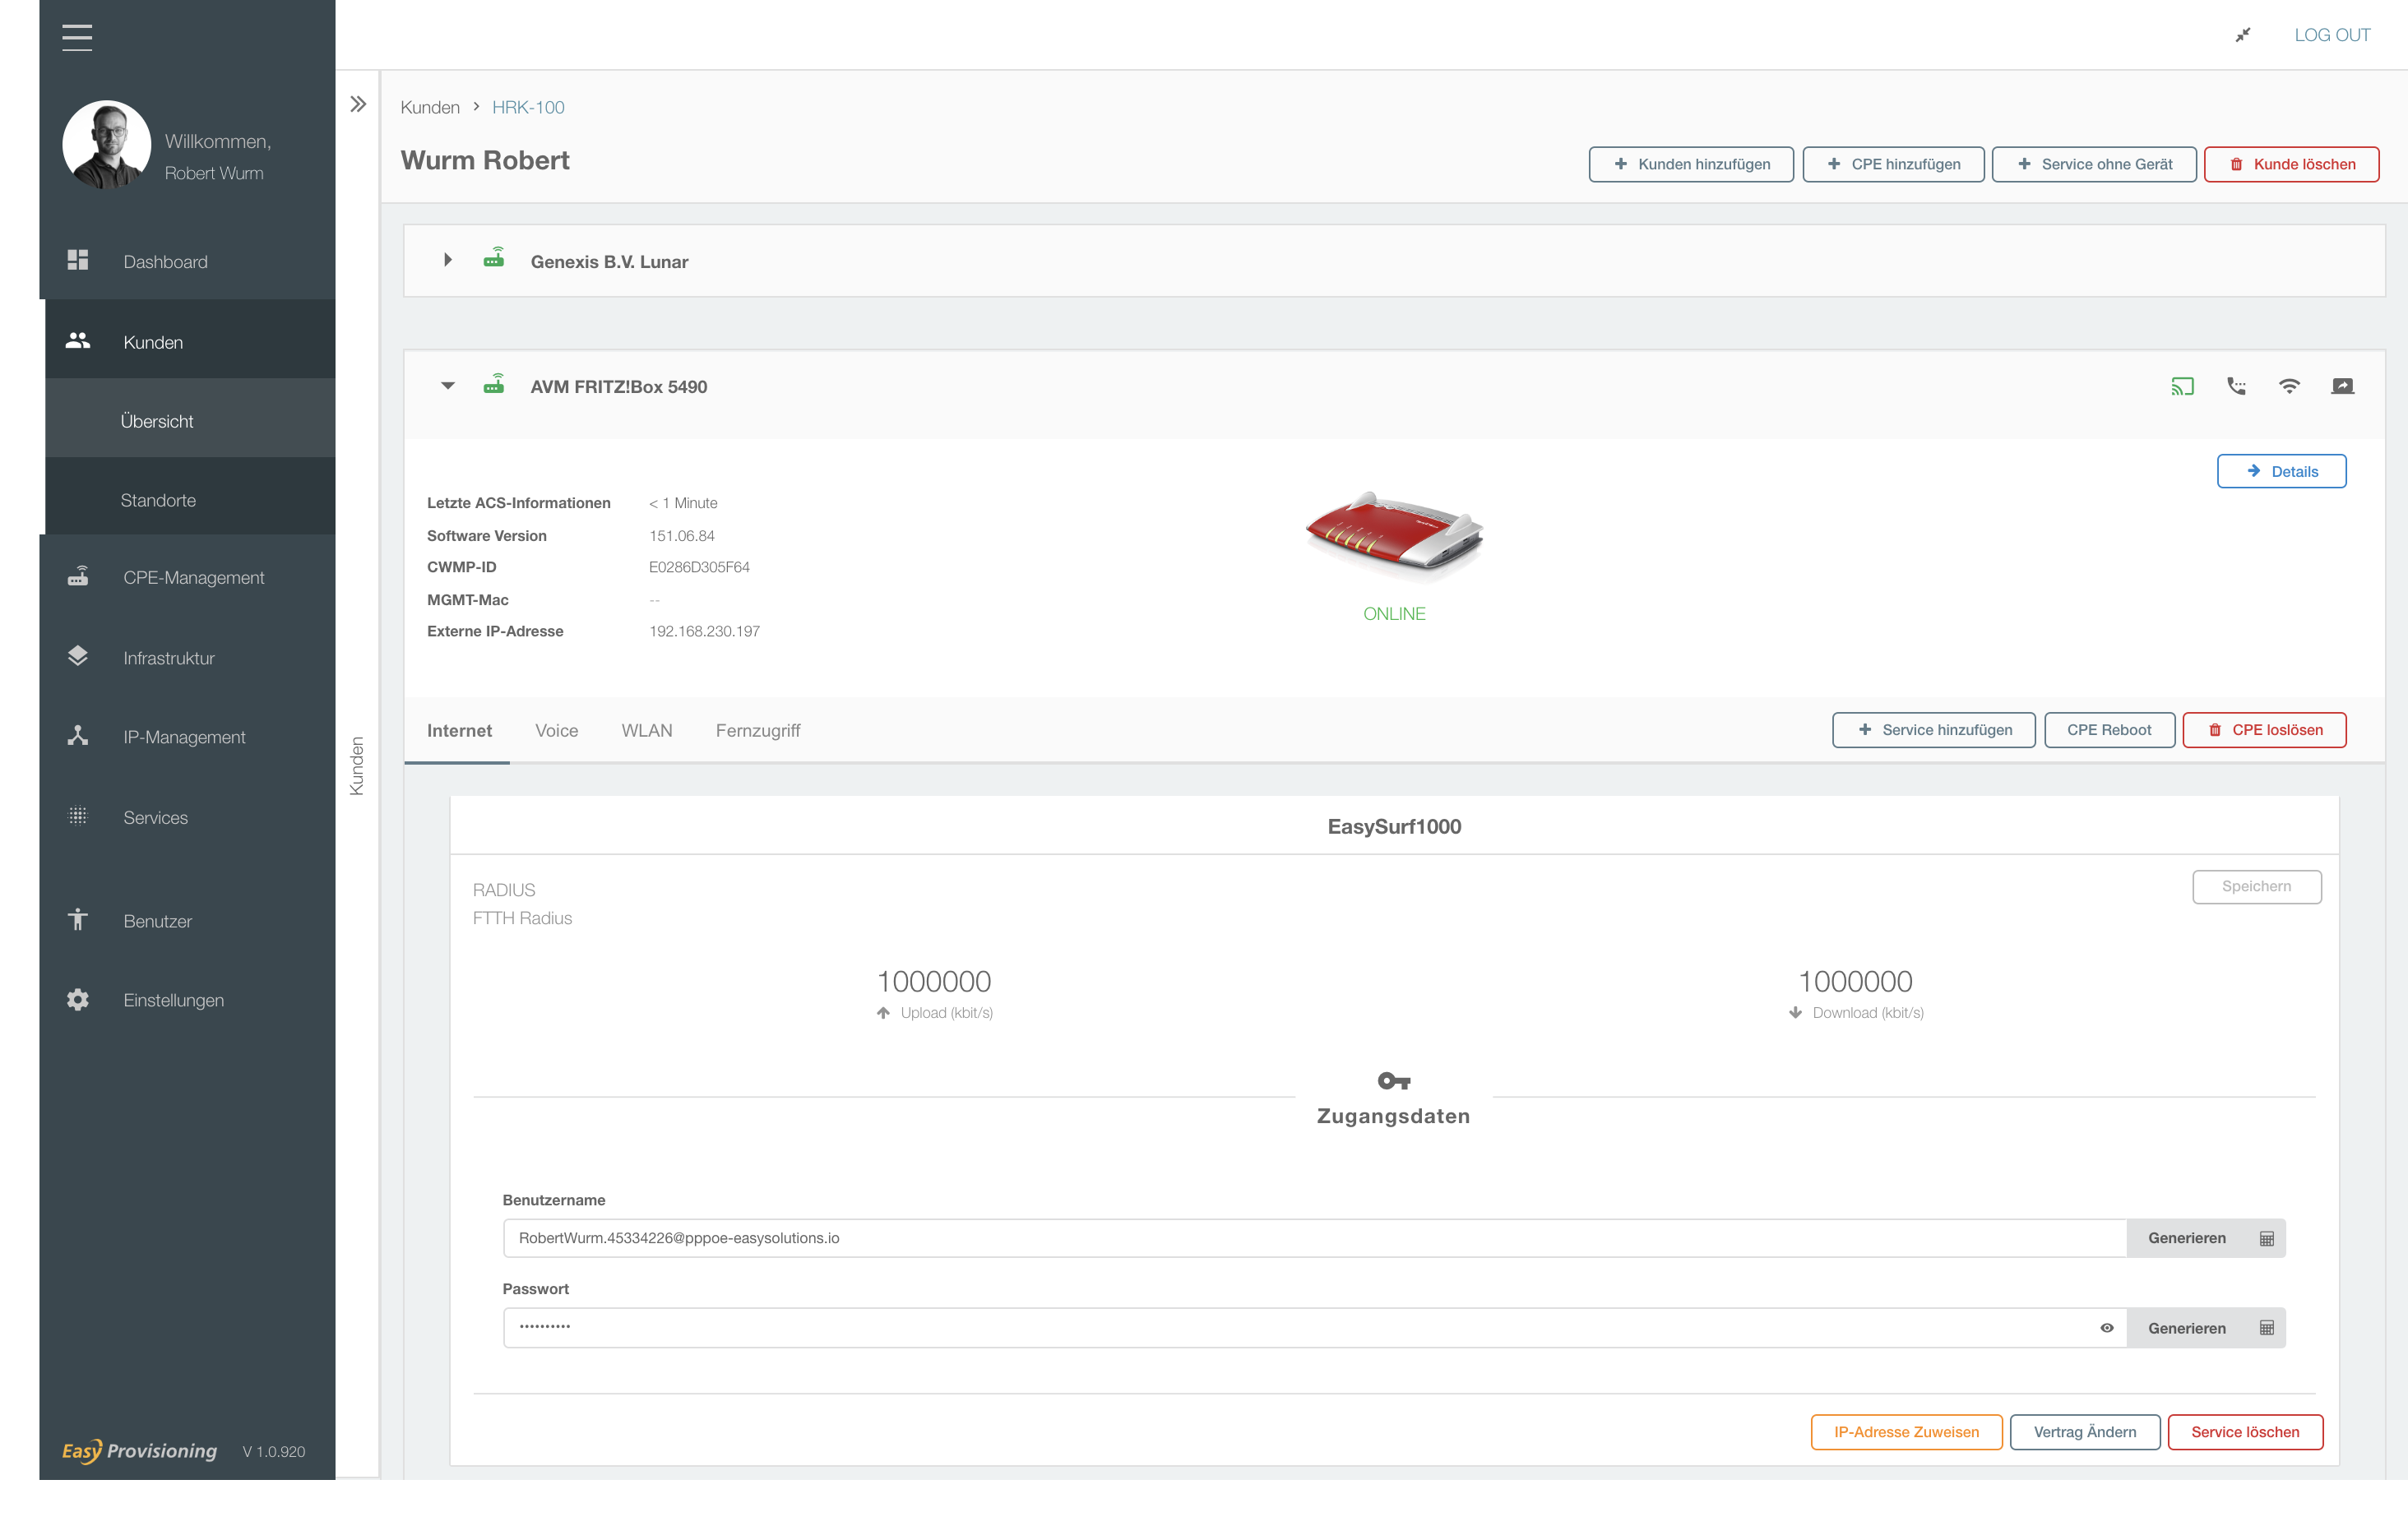 LOG OUT
Willkommen,
Robert Wurm
Dashboard
Kunden
Übersicht
Standorte
CPE-Management
Infrastruktur
IP-Management
Services
Benutzer
Einstellungen
Easy Provisioning V 1.0.920
Kunden
Kunden > HRK-100
Wurm Robert
Kunden hinzufügen
CPE hinzufügen
Service ohne Gerät
Kunde löschen
Genexis B.V. Lunar
AVM FRITZ!Box 5490
Details
Letzte ACS-Informationen < 1 Minute
Software Version 151.06.84
CWMP-ID E0286D305F64
MGMT-Mac --
Externe IP-Adresse 192.168.230.197
ONLINE
Internet Voice WLAN Fernzugriff
Service hinzufügen
CPE Reboot
CPE loslösen
EasySurf1000
RADIUS
FTTH Radius
Speichern
1000000
Upload (kbit/s)
1000000
Download (kbit/s)
Zugangsdaten
Benutzername
RobertWurm.45334226@pppoe-easysolutions.io
Generieren
Passwort
••••••••••
Generieren
IP-Adresse Zuweisen
Vertrag Ändern
Service löschen